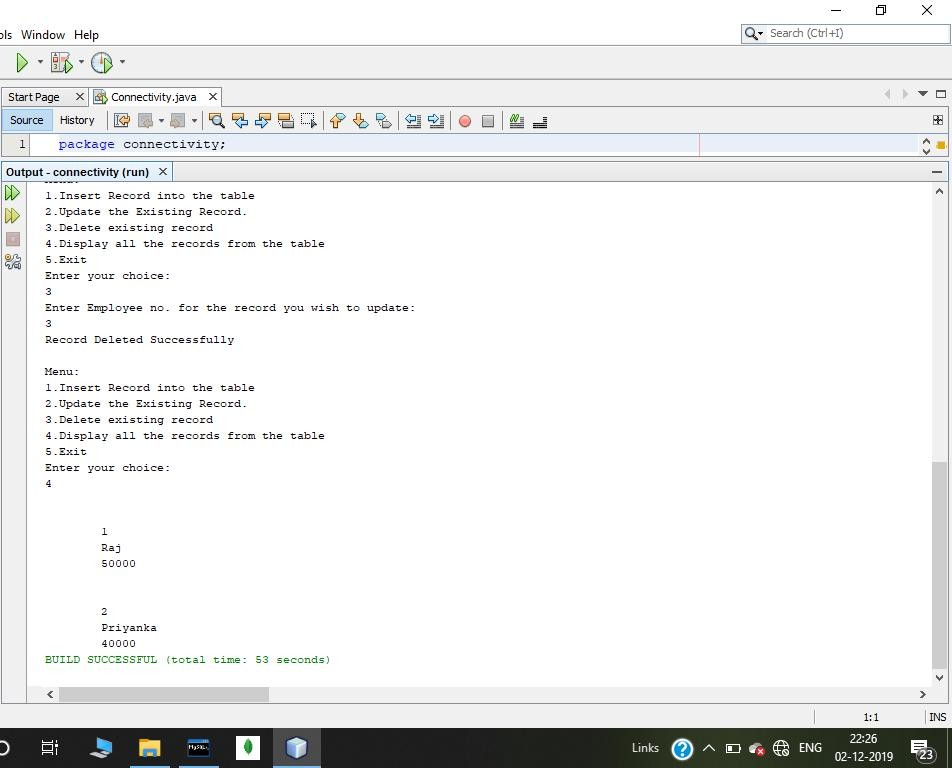 ols Window Help
Search (Ctrl+I)
Start Page
Connectivity.java
Source History
1 package connectivity;
Output - connectivity (run)
1.Insert Record into the table
2.Update the Existing Record.
3.Delete existing record
4.Display all the records from the table
5.Exit
Enter your choice:
3
Enter Employee no. for the record you wish to update:
3
Record Deleted Successfully
Menu:
1.Insert Record into the table
2.Update the Existing Record.
3.Delete existing record
4.Display all the records from the table
5.Exit
Enter your choice:
4
1
Raj
50000
2
Priyanka
40000
BUILD SUCCESSFUL (total time: 53 seconds)
1:1 INS
Links
ENG
22:26
02-12-2019
23